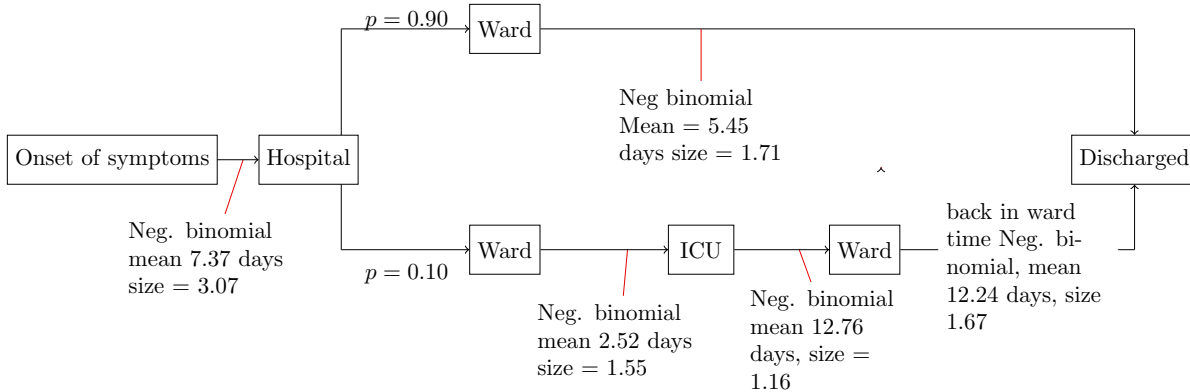 p = 0.90
Ward
Neg binomial
Mean = 5.45
days size = 1.71
Onset of symptoms
Hospital
Discharged
Neg. binomial
mean 7.37 days
size = 3.07
p = 0.10
Ward
ICU
Ward
back in ward
time Neg. bi-
nomial, mean
12.24 days, size
1.67
Neg. binomial
mean 2.52 days
size = 1.55
Neg. binomial
mean 12.76
days, size =
1.16